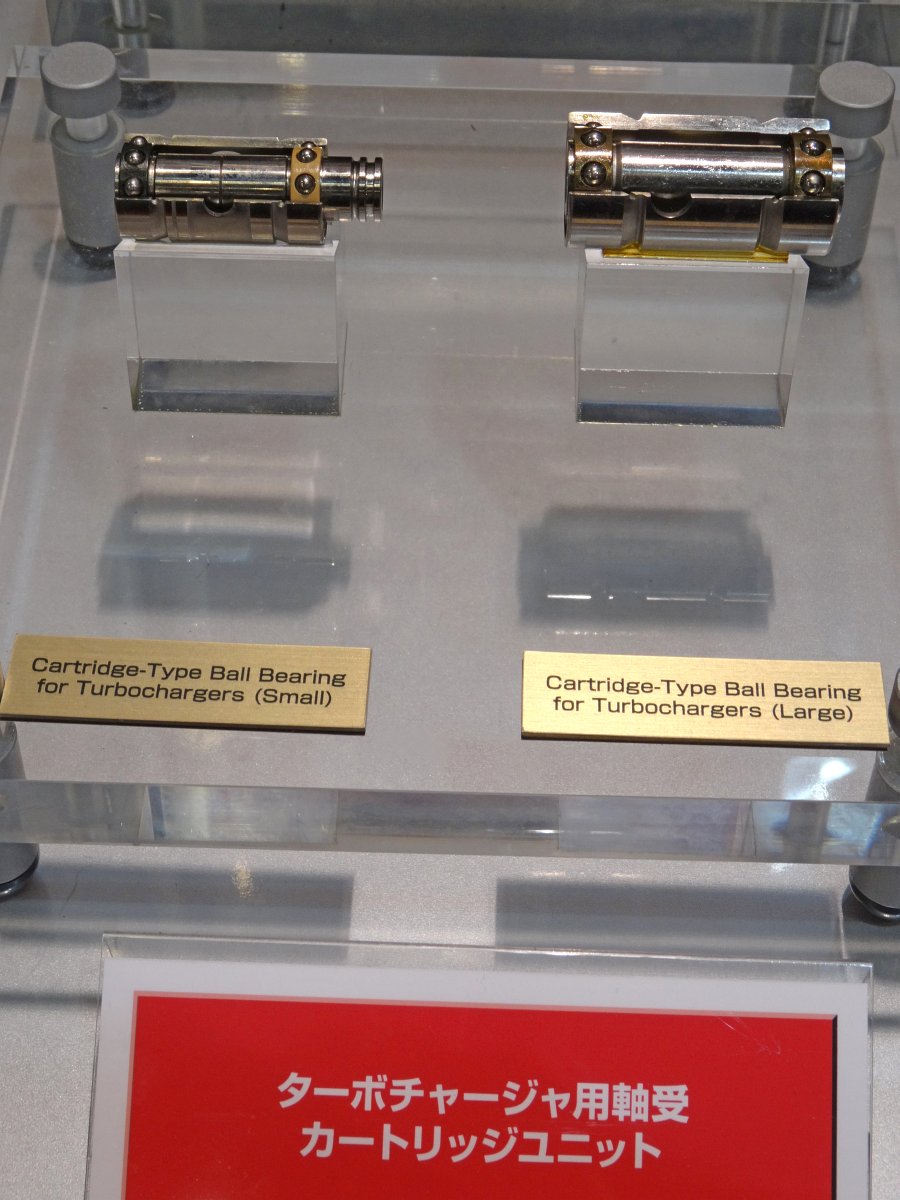 Cartridge-Type Ball Bearing
for Turbochargers (Small)
Cartridge-Type Ball Bearing
for Turbochargers (Large)
ターボチャージャ用軸受
カートリッジユニット